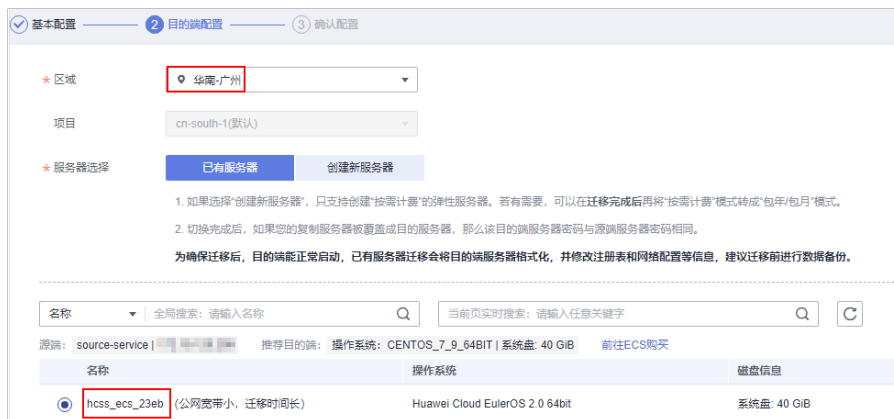 基本配置 2 目的端配置 3 确认配置
* 区域 华南-广州
项目 cn-south-1(默认)
* 服务器选择 已有服务器 创建新服务器
1. 如果选择“创建新服务器”，只支持创建“按需计费”的弹性服务器。若有需要，可以在迁移完成后再将“按需计费”模式转成“包年/包月”模式。
2. 切换完成后，如果您的复制服务器被覆盖成目的服务器，那么该目的端服务器密码与源端服务器密码相同。
为确保迁移后，目的端能正常启动，已有服务器迁移会将目的端服务器格式化，并修改注册表和网络配置等信息，建议迁移前进行数据备份。
名称 全局搜索：请输入名称 当前页实时搜索：请输入任意关键字
源端： source-service | 推荐目的端： 操作系统：CENTOS_7_9_64BIT | 系统盘: 40 GiB 前往ECS购买
名称 操作系统 磁盘信息
hcss_ecs_23eb （公网宽带小，迁移时间长） Huawei Cloud EulerOS 2.0 64bit 系统盘: 40 GiB